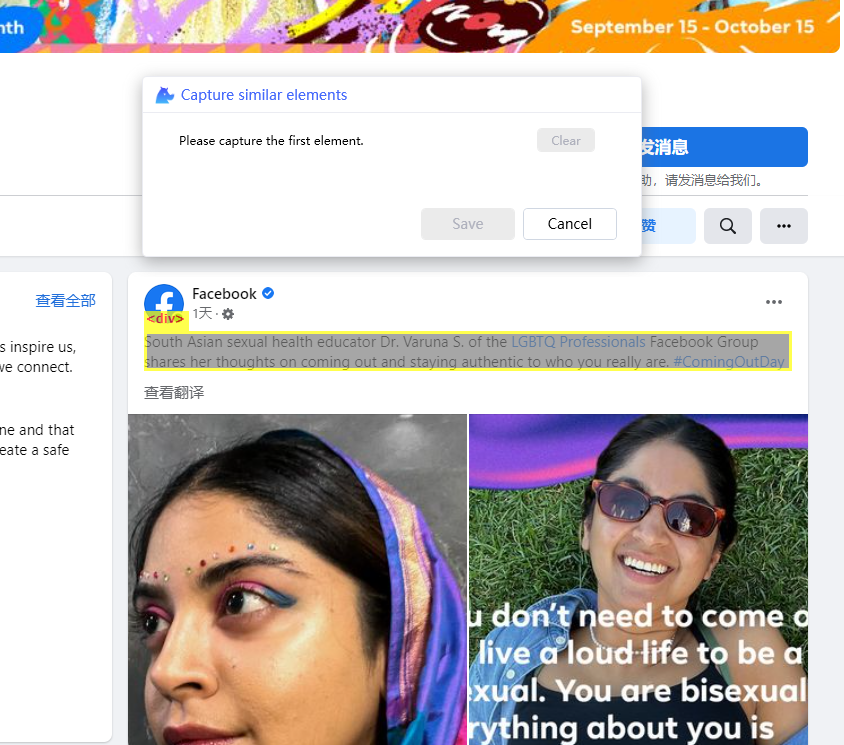 nth
September 15 - October 15
Capture similar elements
Please capture the first element.
Clear
Save
Cancel
发消息
助，请发消息给我们。
赞
查看全部
s inspire us,
we connect.
ne and that
eate a safe
Facebook
1天 ·
<div>
South Asian sexual health educator Dr. Varuna S. of the LGBTQ Professionals Facebook Group
shares her thoughts on coming out and staying authentic to who you really are. #ComingOutDay
查看翻译
u don't need to come o
live a loud life to be a
exual. You are bisexual
rything about you is